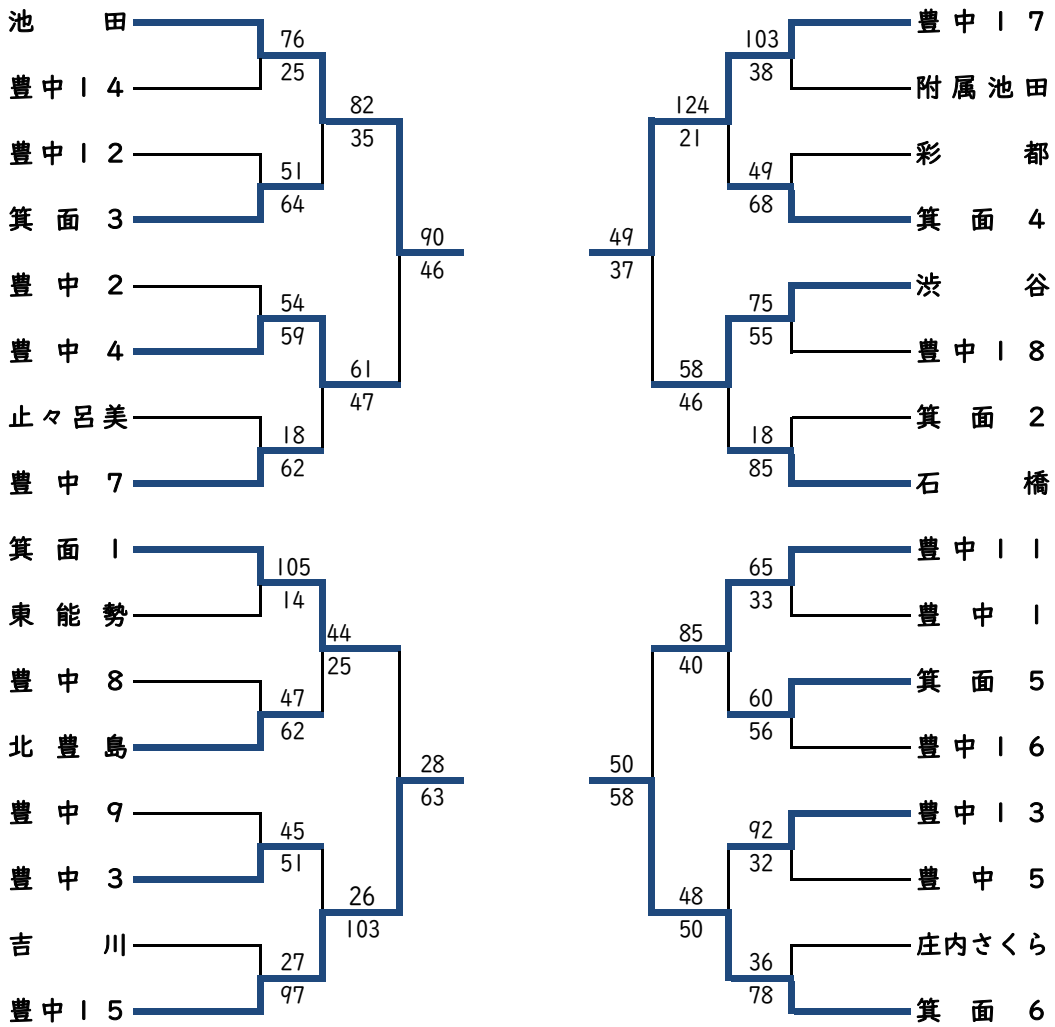 池田 豊中17
76 103
25 38
豊中14 附属池田
82 124
35 21
豊中12 彩都
51 49
64 68
箕面3 箕面4
90 49
46 37
豊中2 渋谷
54 75
59 55
豊中4 豊中18
61 58
47 46
止々呂美 箕面2
18 18
62 85
豊中7 石橋
箕面1 豊中11
105 65
14 33
東能勢 豊中1
44 85
25 40
豊中8 箕面5
47 60
62 56
北豊島 豊中16
28 50
63 58
豊中9 豊中13
45 92
51 32
豊中3 豊中5
26 48
103 50
吉川 庄内さくら
27 36
97 78
豊中15 箕面6